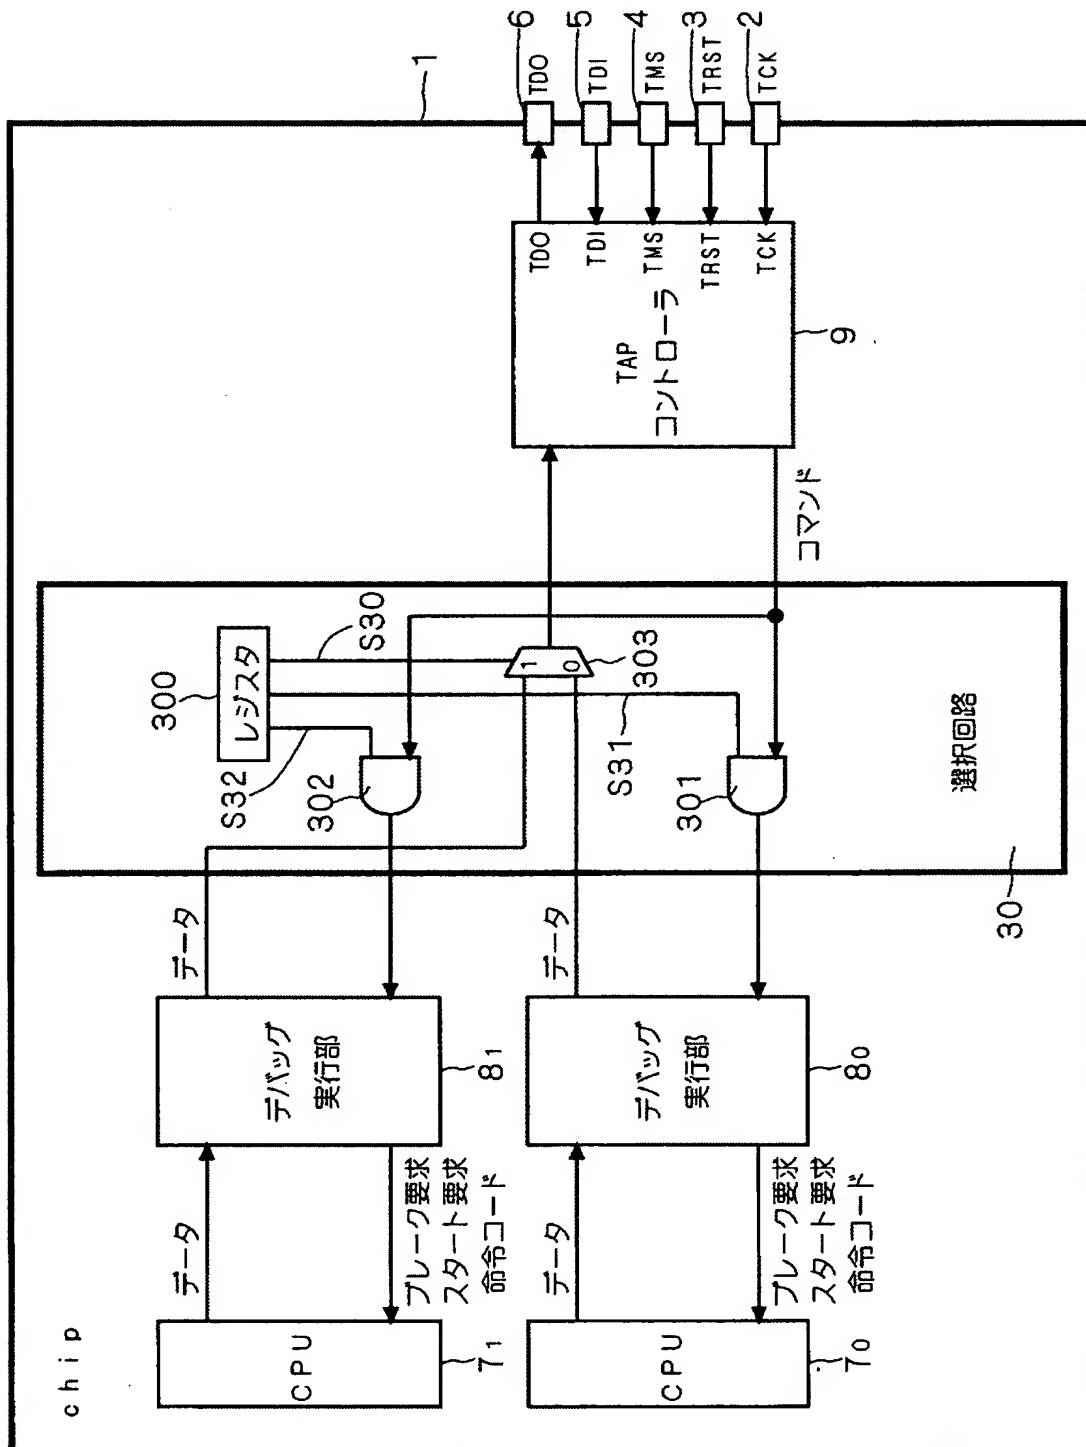 chip
1
CPU
7₁
データ
ブレーク要求
スタート要求
命令コード
デバッグ
実行部
8₁
データ
レジスタ
300
S32
S30
302
CPU
7₀
データ
ブレーク要求
スタート要求
命令コード
デバッグ
実行部
8₀
データ
1
0
303
S31
301
選択回路
30
コマンド
TAP
コントローラ
9
TDO
TDI
TMS
TRST
TCK
TDO
6
TDI
5
TMS
4
TRST
3
TCK
2